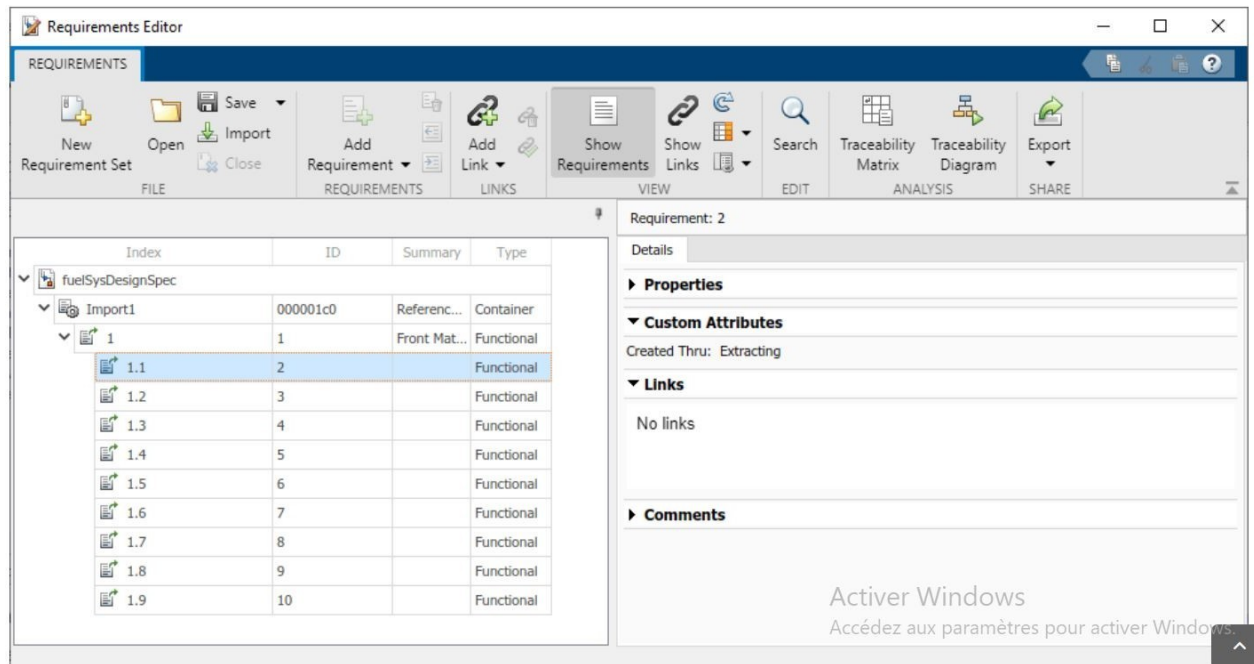 Requirements Editor
REQUIREMENTS
New Requirement Set
Open
Save
Import
Close
FILE
Add Requirement
REQUIREMENTS
Add Link
LINKS
Show Requirements
Show Links
VIEW
Search
EDIT
Traceability Matrix
Traceability Diagram
ANALYSIS
Export
SHARE
Index ID Summary Type
fuelSysDesignSpec
Import1 000001c0 Referenc... Container
1 1 Front Mat... Functional
1.1 2 Functional
1.2 3 Functional
1.3 4 Functional
1.4 5 Functional
1.5 6 Functional
1.6 7 Functional
1.7 8 Functional
1.8 9 Functional
1.9 10 Functional
Requirement: 2
Details
Properties
Custom Attributes
Created Thru: Extracting
Links
No links
Comments
Activer Windows
Accédez aux paramètres pour activer Windows.